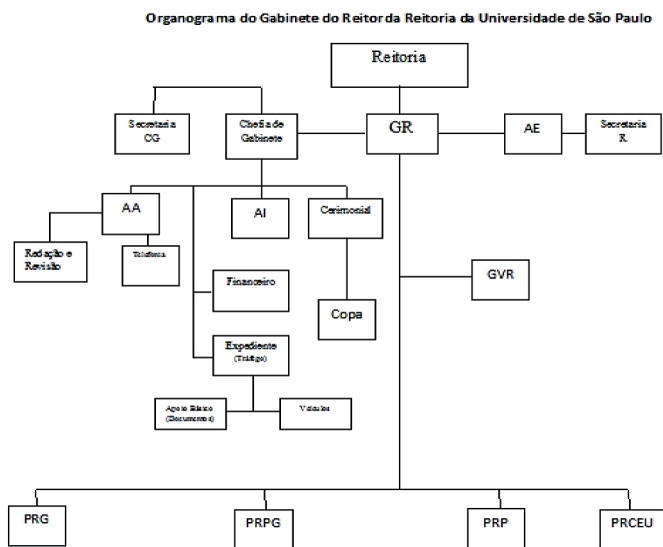 Organograma do Gabinete do Reitor da Reitoria da Universidade de São Paulo
Reitoria
Secretaria
CG
Chefia de
Gabinete
GR
AE
Secretaria
R
AA
AI
Cerimonial
Redação e
Revisão
Telefonia
Financeiro
Copa
GVR
Expediente
(Tráfego)
Apoio Básico
(Documentos)
Veículos
PRG
PRPG
PRP
PRCEU